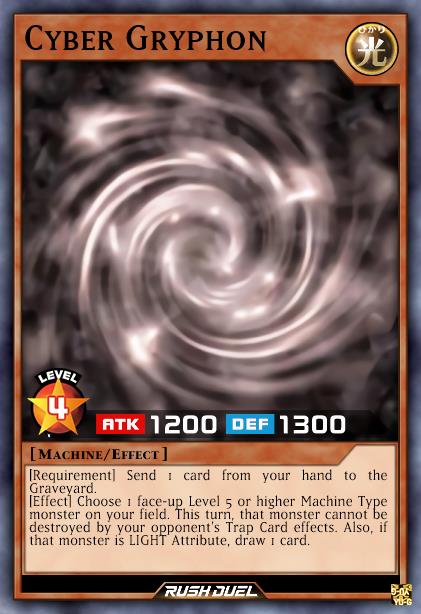 CYBER GRYPHON
ひかり
光
LEVEL
4
ATK 1200 DEF 1300
[MACHINE/EFFECT]
[Requirement] Send 1 card from your hand to the
Graveyard.
[Effect] Choose 1 face-up Level 5 or higher Machine Type
monster on your field. This turn, that monster cannot be
destroyed by your opponent's Trap Card effects. Also, if
that monster is LIGHT Attribute, draw 1 card.
RUSH DUEL